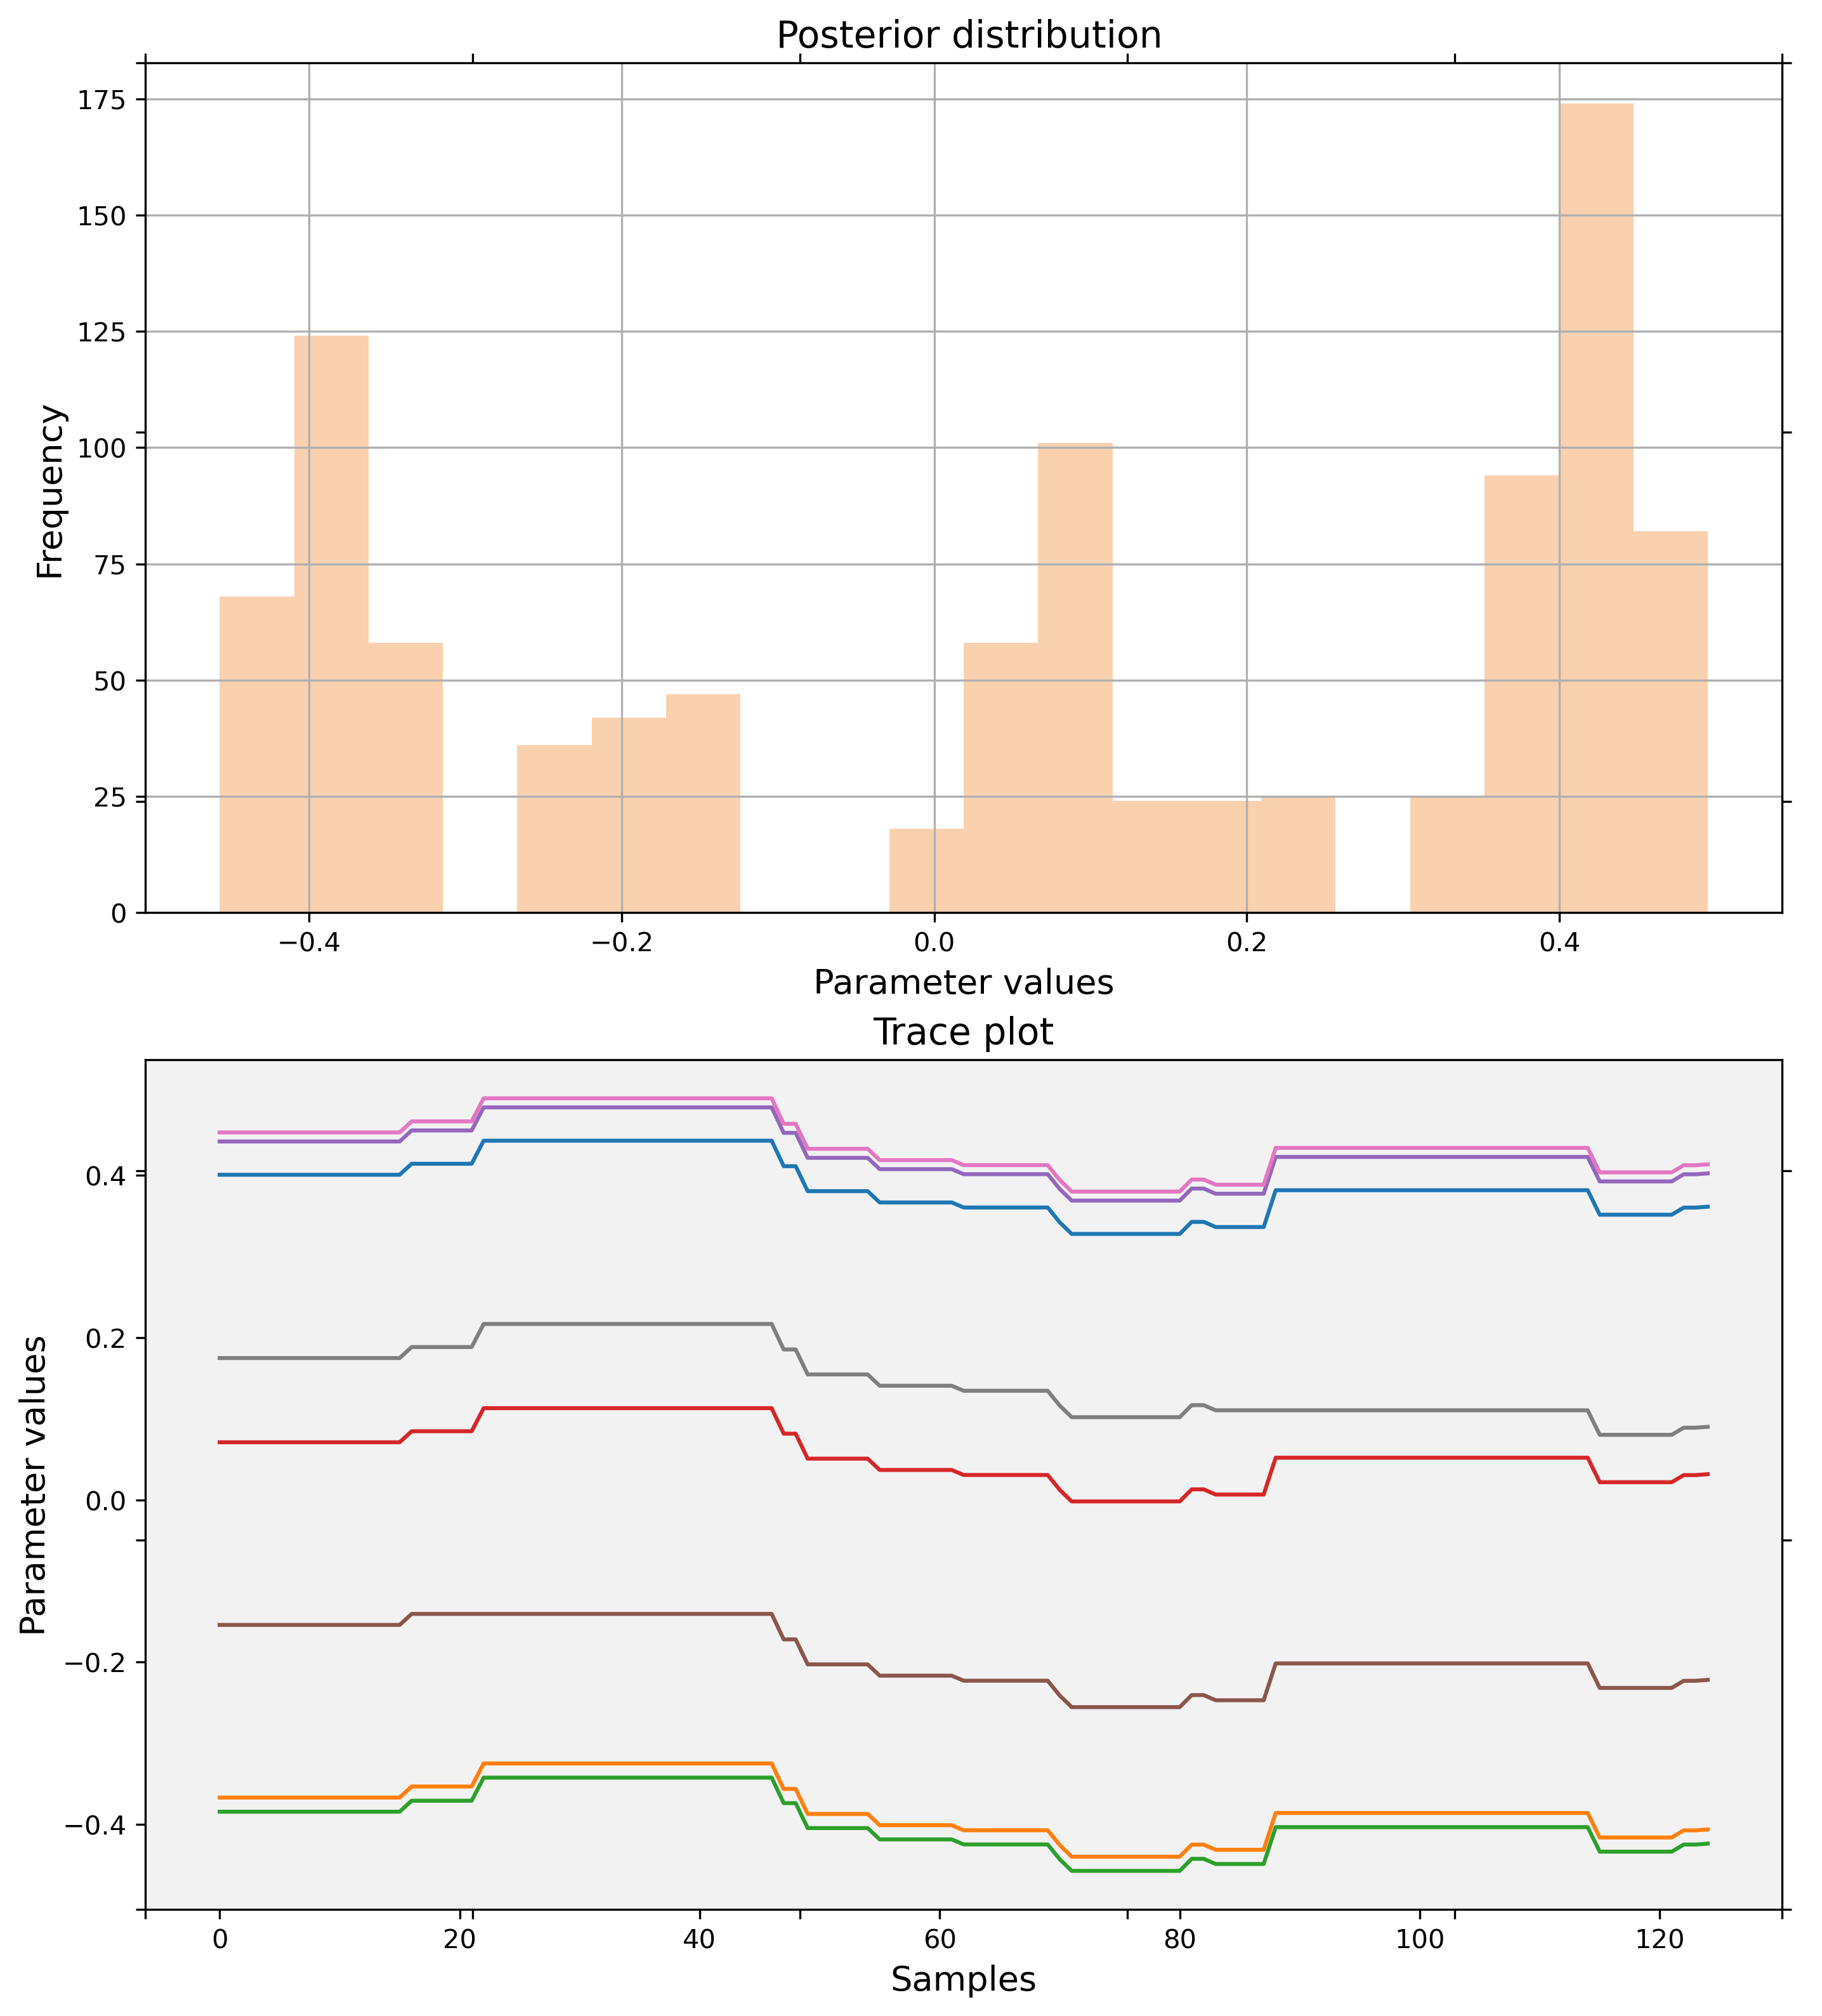 Posterior distribution
175
150
125
100
75
50
25
0
Frequency
−0.4 −0.2 0.0 0.2 0.4
Parameter values
Trace plot
0.4
0.2
0.0
−0.2
−0.4
Parameter values
0 20 40 60 80 100 120
Samples